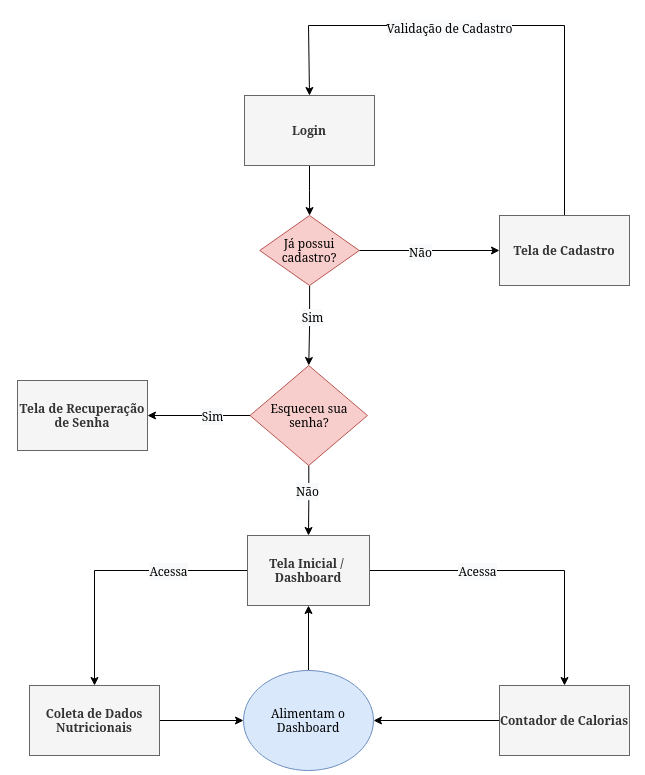 Validação de Cadastro
Login
Já possui
cadastro?
Não
Tela de Cadastro
Sim
Tela de Recuperação
de Senha
Sim
Esqueceu sua
senha?
Não
Acessa
Tela Inicial /
Dashboard
Acessa
Coleta de Dados
Nutricionais
Alimentam o
Dashboard
Contador de Calorias